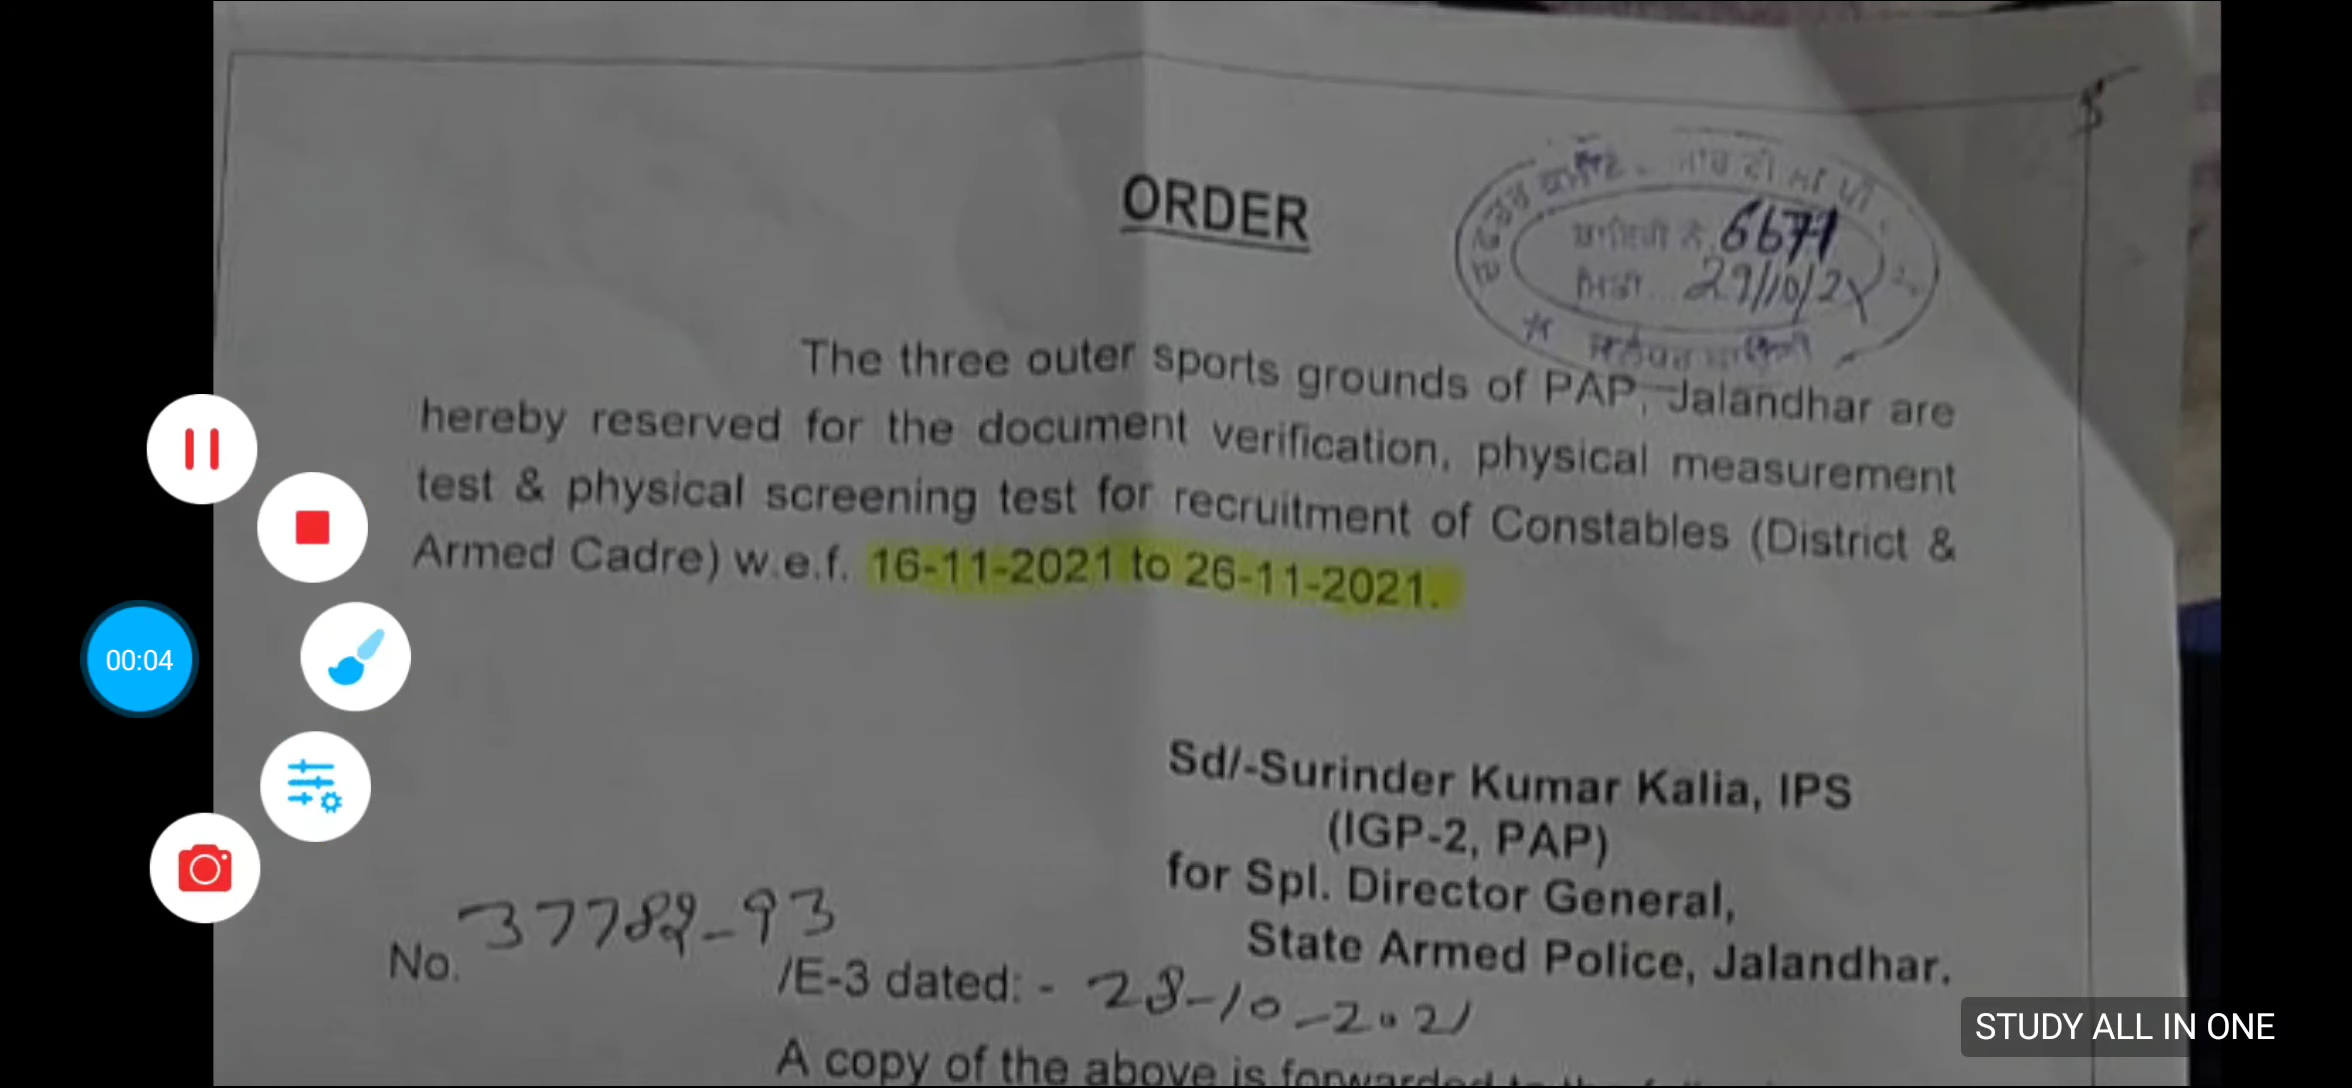 ORDER
6671
29/10/21
The three outer sports grounds of PAP, Jalandhar are
hereby reserved for the document verification, physical measurement
test & physical screening test for recruitment of Constables (District &
Armed Cadre) w.e.f. 16-11-2021 to 26-11-2021.
Sd/-Surinder Kumar Kalia, IPS
(IGP-2, PAP)
for Spl. Director General,
State Armed Police, Jalandhar.
No. 37782-93
/E-3 dated: - 28-10-2021
A copy of the above is forwarded
00:04
STUDY ALL IN ONE